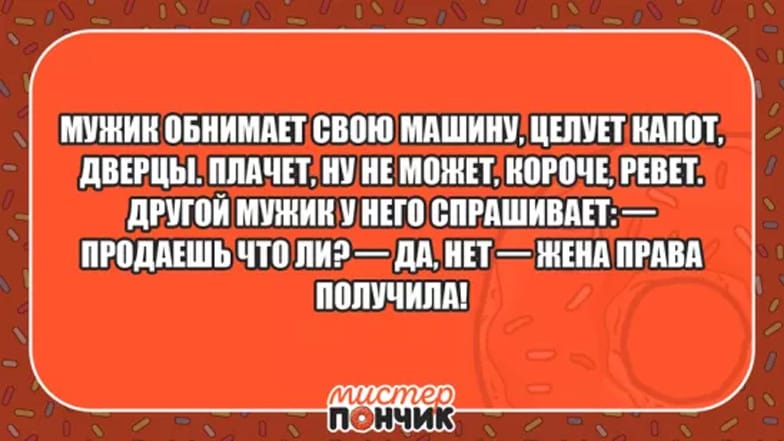 МУЖИК ОБНИМАЕТ СВОЮ МАШИНУ, ЦЕЛУЕТ КАПОТ,
ДВЕРЦЫ. ПЛАЧЕТ, НУ НЕ МОЖЕТ, КОРОЧЕ, РЕВЕТ.
ДРУГОЙ МУЖИК У НЕГО СПРАШИВАЕТ: —
ПРОДАЕШЬ ЧТО ЛИ? — ДА, НЕТ — ЖЕНА ПРАВА
ПОЛУЧИЛА!
мистер
ПОНЧИК